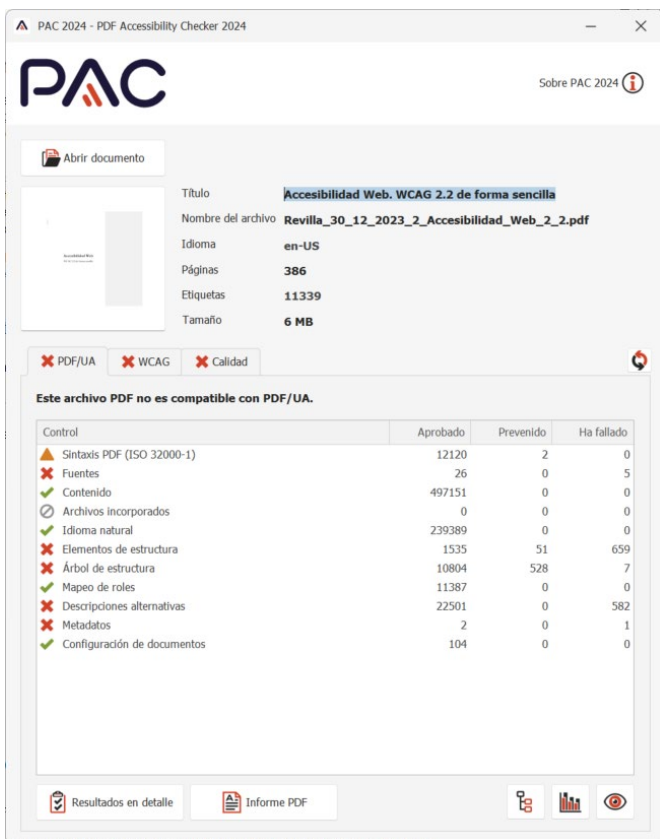 PAC 2024 - PDF Accessibility Checker 2024
PAC
Sobre PAC 2024
Abrir documento
Título Accesibilidad Web. WCAG 2.2 de forma sencilla
Nombre del archivo Revilla_30_12_2023_2_Accesibilidad_Web_2_2.pdf
Idioma en-US
Páginas 386
Etiquetas 11339
Tamaño 6 MB
PDF/UA WCAG Calidad
Este archivo PDF no es compatible con PDF/UA.
Control Aprobado Prevenido Ha fallado
Sintaxis PDF (ISO 32000-1) 12120 2 0
Fuentes 26 0 5
Contenido 497151 0 0
Archivos incorporados 0 0 0
Idioma natural 239389 0 0
Elementos de estructura 1535 51 659
Árbol de estructura 10804 528 7
Mapeo de roles 11387 0 0
Descripciones alternativas 22501 0 582
Metadatos 2 0 1
Configuración de documentos 104 0 0
Resultados en detalle Informe PDF